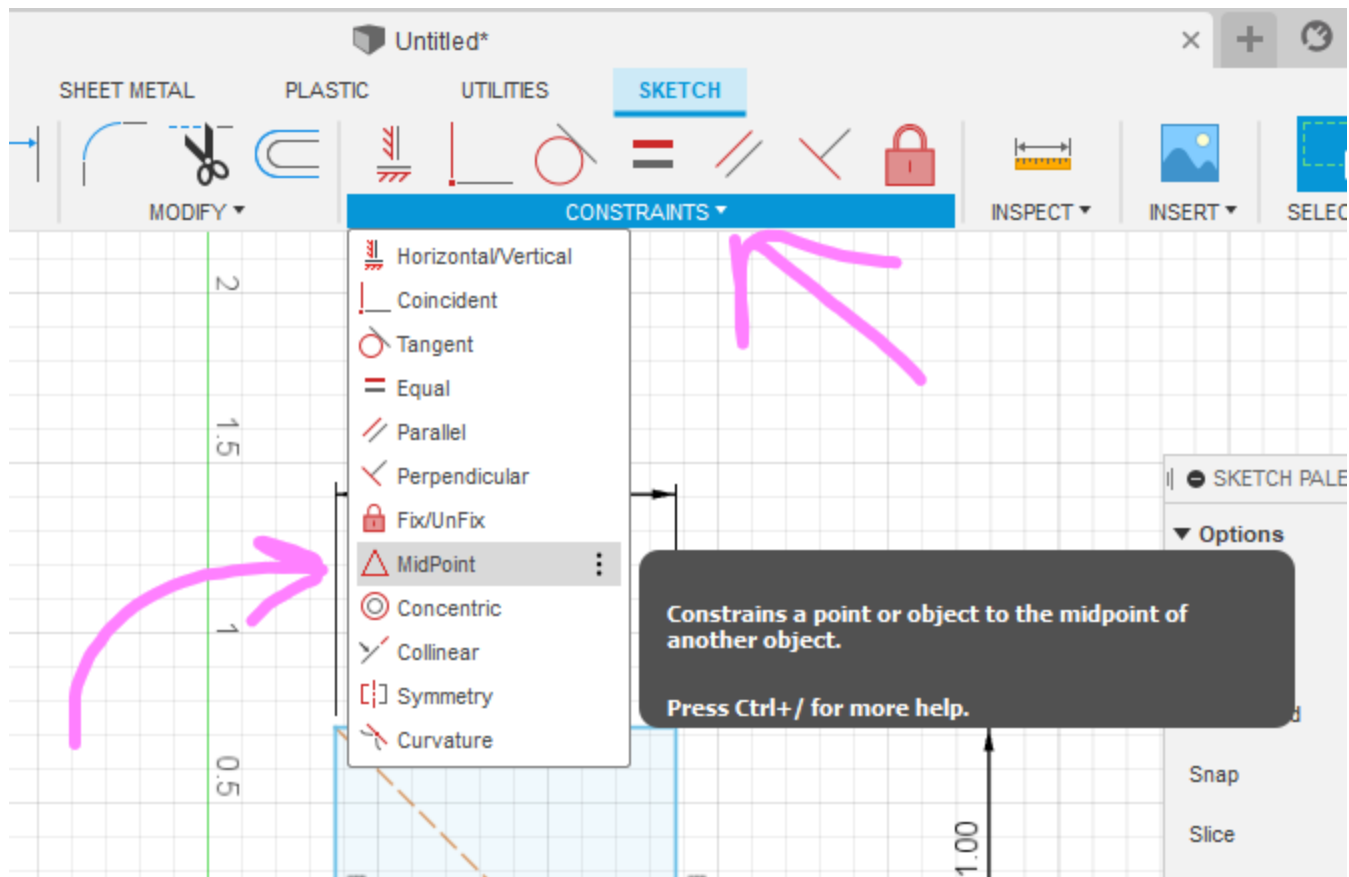 Untitled*
SHEET METAL
PLASTIC
UTILITIES
SKETCH
MODIFY
CONSTRAINTS
INSPECT
INSERT
SELEC
2
Horizontal/Vertical
Coincident
Tangent
Equal
1.5
Parallel
Perpendicular
SKETCH PALE
Fix/UnFix
Options
MidPoint
Constrains a point or object to the midpoint of
another object.
Concentric
1
Collinear
Symmetry
Press Ctrl+/ for more help.
d
Curvature
0.5
Snap
1.00
Slice